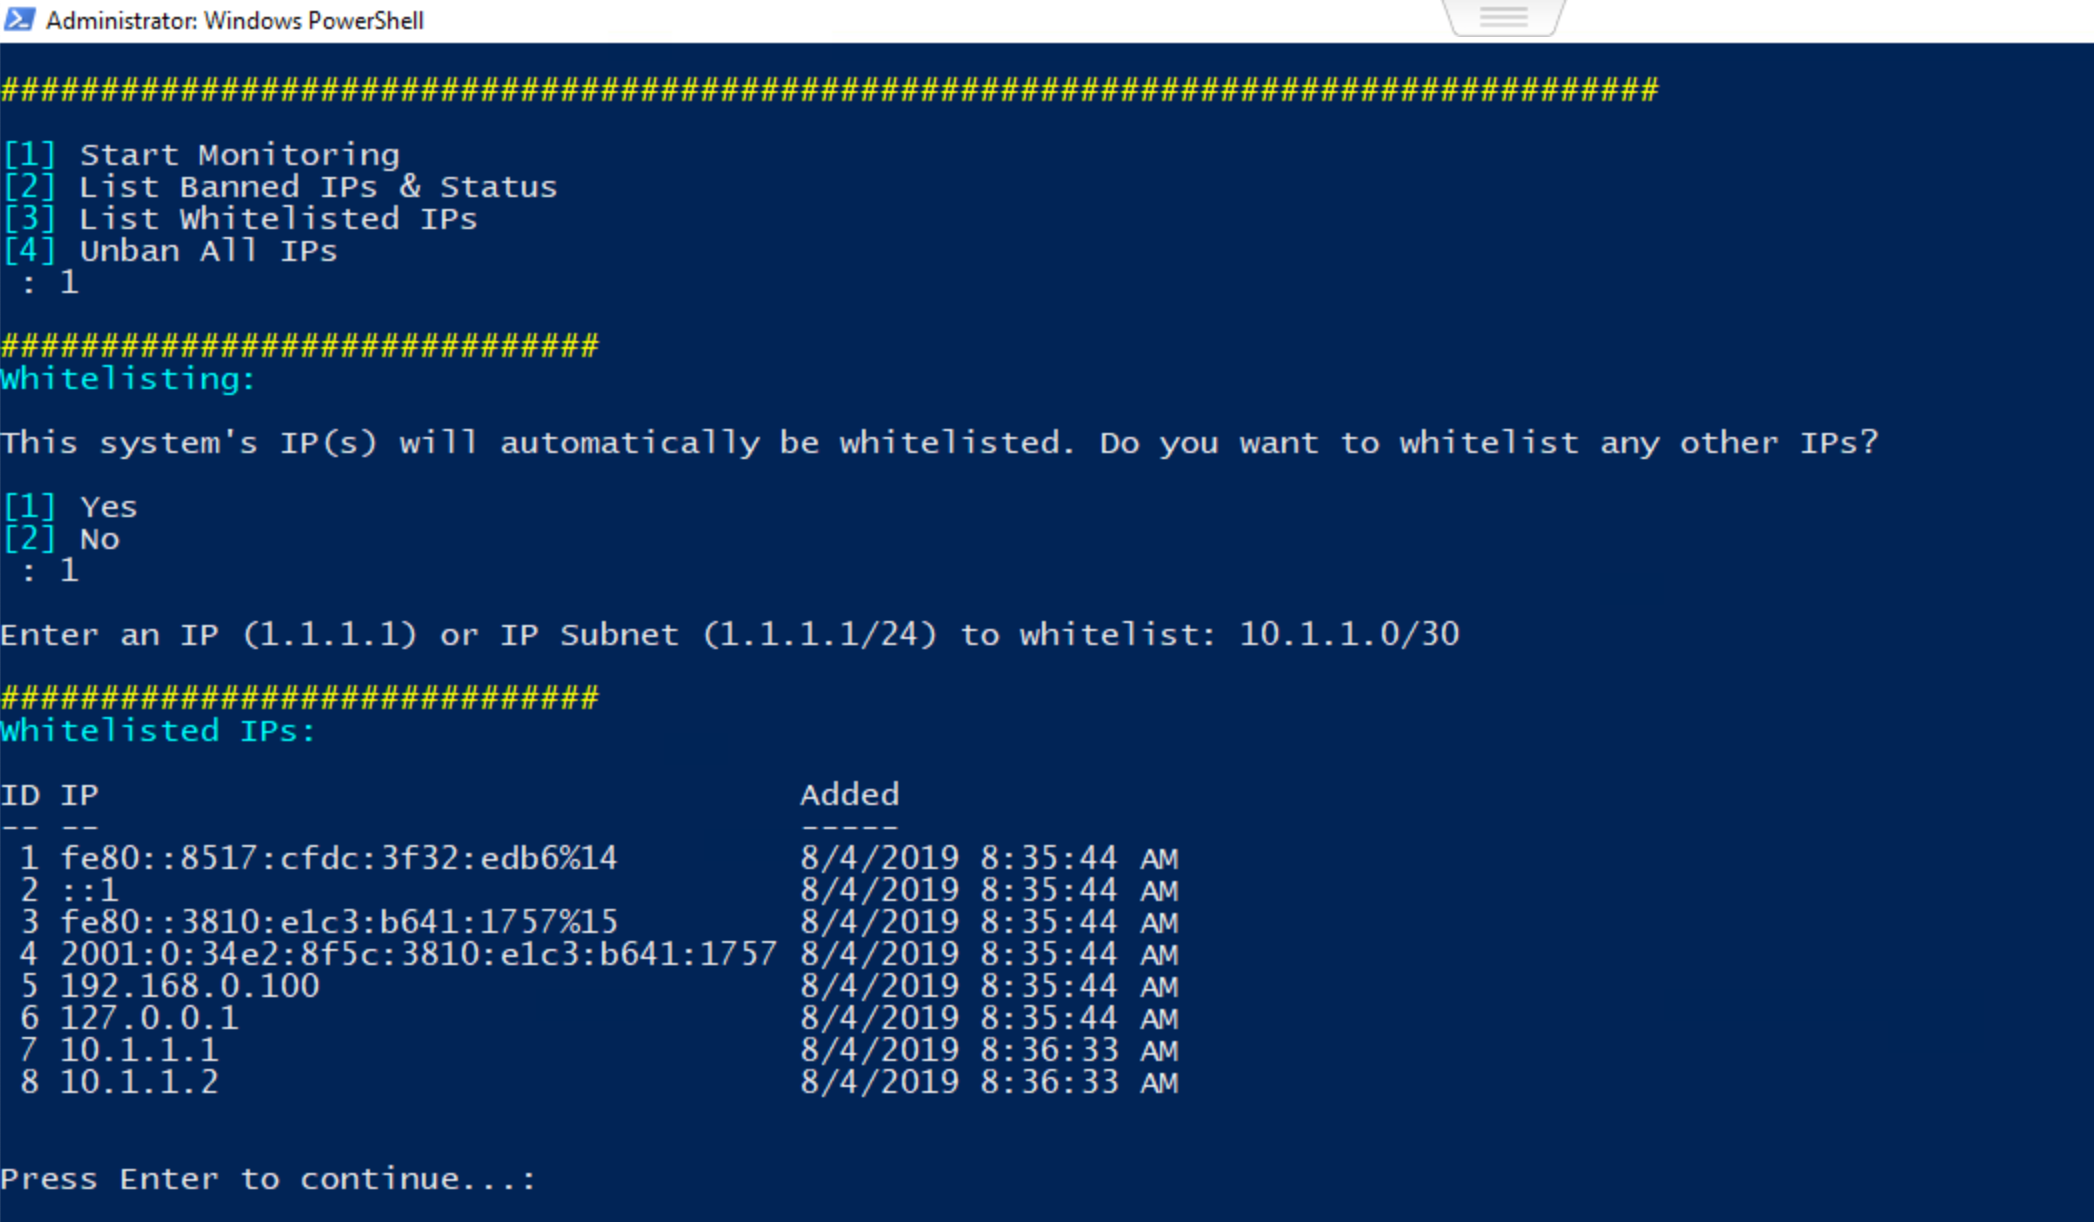 Administrator: Windows PowerShell
###################################################################################
[1] Start Monitoring
[2] List Banned IPs & Status
[3] List Whitelisted IPs
[4] Unban All IPs
 : 1
##############################
Whitelisting:
This system's IP(s) will automatically be whitelisted. Do you want to whitelist any other IPs?
[1] Yes
[2] No
 : 1
Enter an IP (1.1.1.1) or IP Subnet (1.1.1.1/24) to whitelist: 10.1.1.0/30
##############################
Whitelisted IPs:
ID IP                                   Added
-- --                                   -----
 1 fe80::8517:cfdc:3f32:edb6%14         8/4/2019 8:35:44 AM
 2 ::1                                  8/4/2019 8:35:44 AM
 3 fe80::3810:e1c3:b641:1757%15         8/4/2019 8:35:44 AM
 4 2001:0:34e2:8f5c:3810:e1c3:b641:1757 8/4/2019 8:35:44 AM
 5 192.168.0.100                        8/4/2019 8:35:44 AM
 6 127.0.0.1                            8/4/2019 8:35:44 AM
 7 10.1.1.1                             8/4/2019 8:36:33 AM
 8 10.1.1.2                             8/4/2019 8:36:33 AM
Press Enter to continue...: